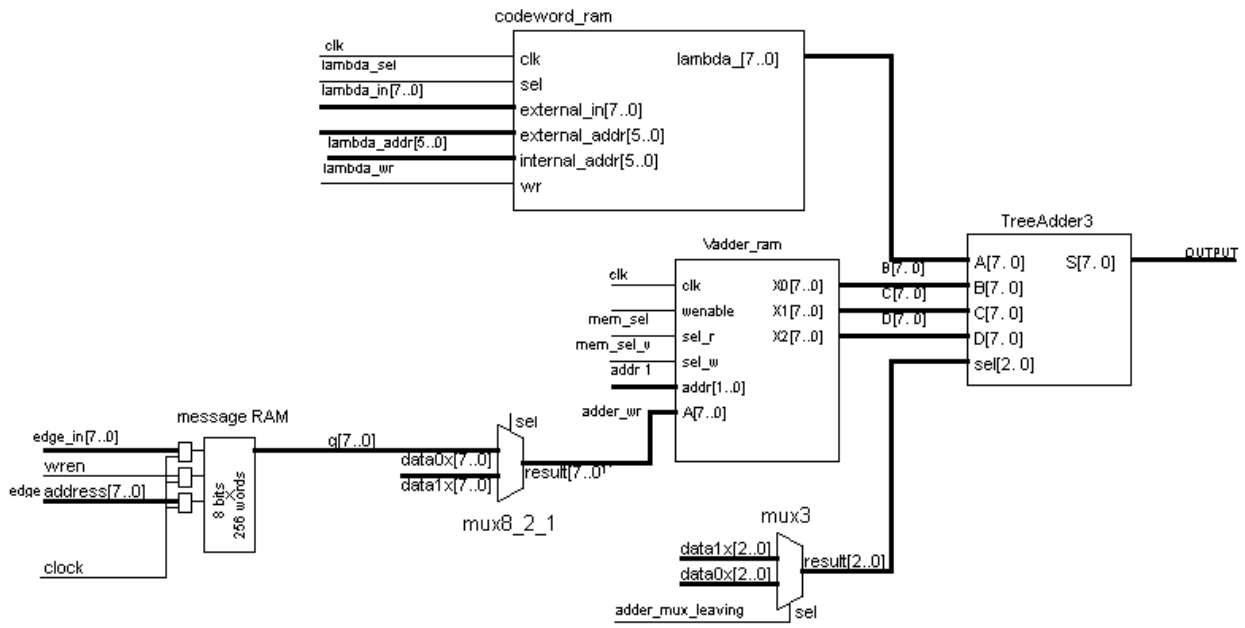 codeword_ram
clk
lambda_sel
lambda_in[7..0]
lambda_addr[5..0]
lambda_wr
clk
sel
external_in[7..0]
external_addr[5..0]
internal_addr[5..0]
wr
lambda_[7..0]
TreeAdder3
A[7..0]
B[7..0]
C[7..0]
D[7..0]
sel[2..0]
S[7..0]
OUTPUT
B[7..0]
C[7..0]
D[7..0]
Vadder_ram
clk
mem_sel
mem_sel_v
addr 1
adder_wr
clk
wenable
sel_r
sel_w
addr[1..0]
A[7..0]
X0[7..0]
X1[7..0]
X2[7..0]
message RAM
edge_in[7..0]
wren
edge address[7..0]
clock
8 bits
×
256 words
q[7..0]
sel
data0x[7..0]
data1x[7..0]
result[7..0]
mux8_2_1
mux3
data1x[2..0]
data0x[2..0]
result[2..0]
adder_mux_leaving
sel